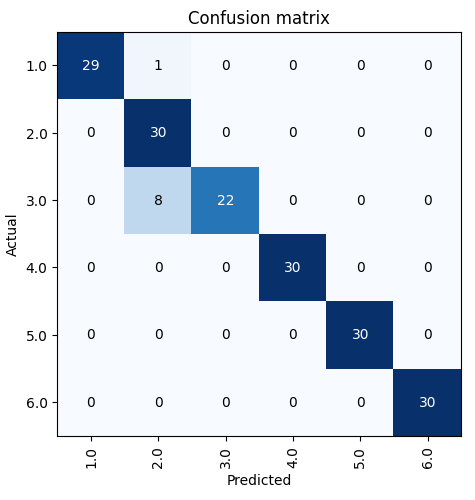 Confusion matrix
Actual
1.0 29 1 0 0 0 0
2.0 0 30 0 0 0 0
3.0 0 8 22 0 0 0
4.0 0 0 0 30 0 0
5.0 0 0 0 0 30 0
6.0 0 0 0 0 0 30
1.0 2.0 3.0 4.0 5.0 6.0
Predicted